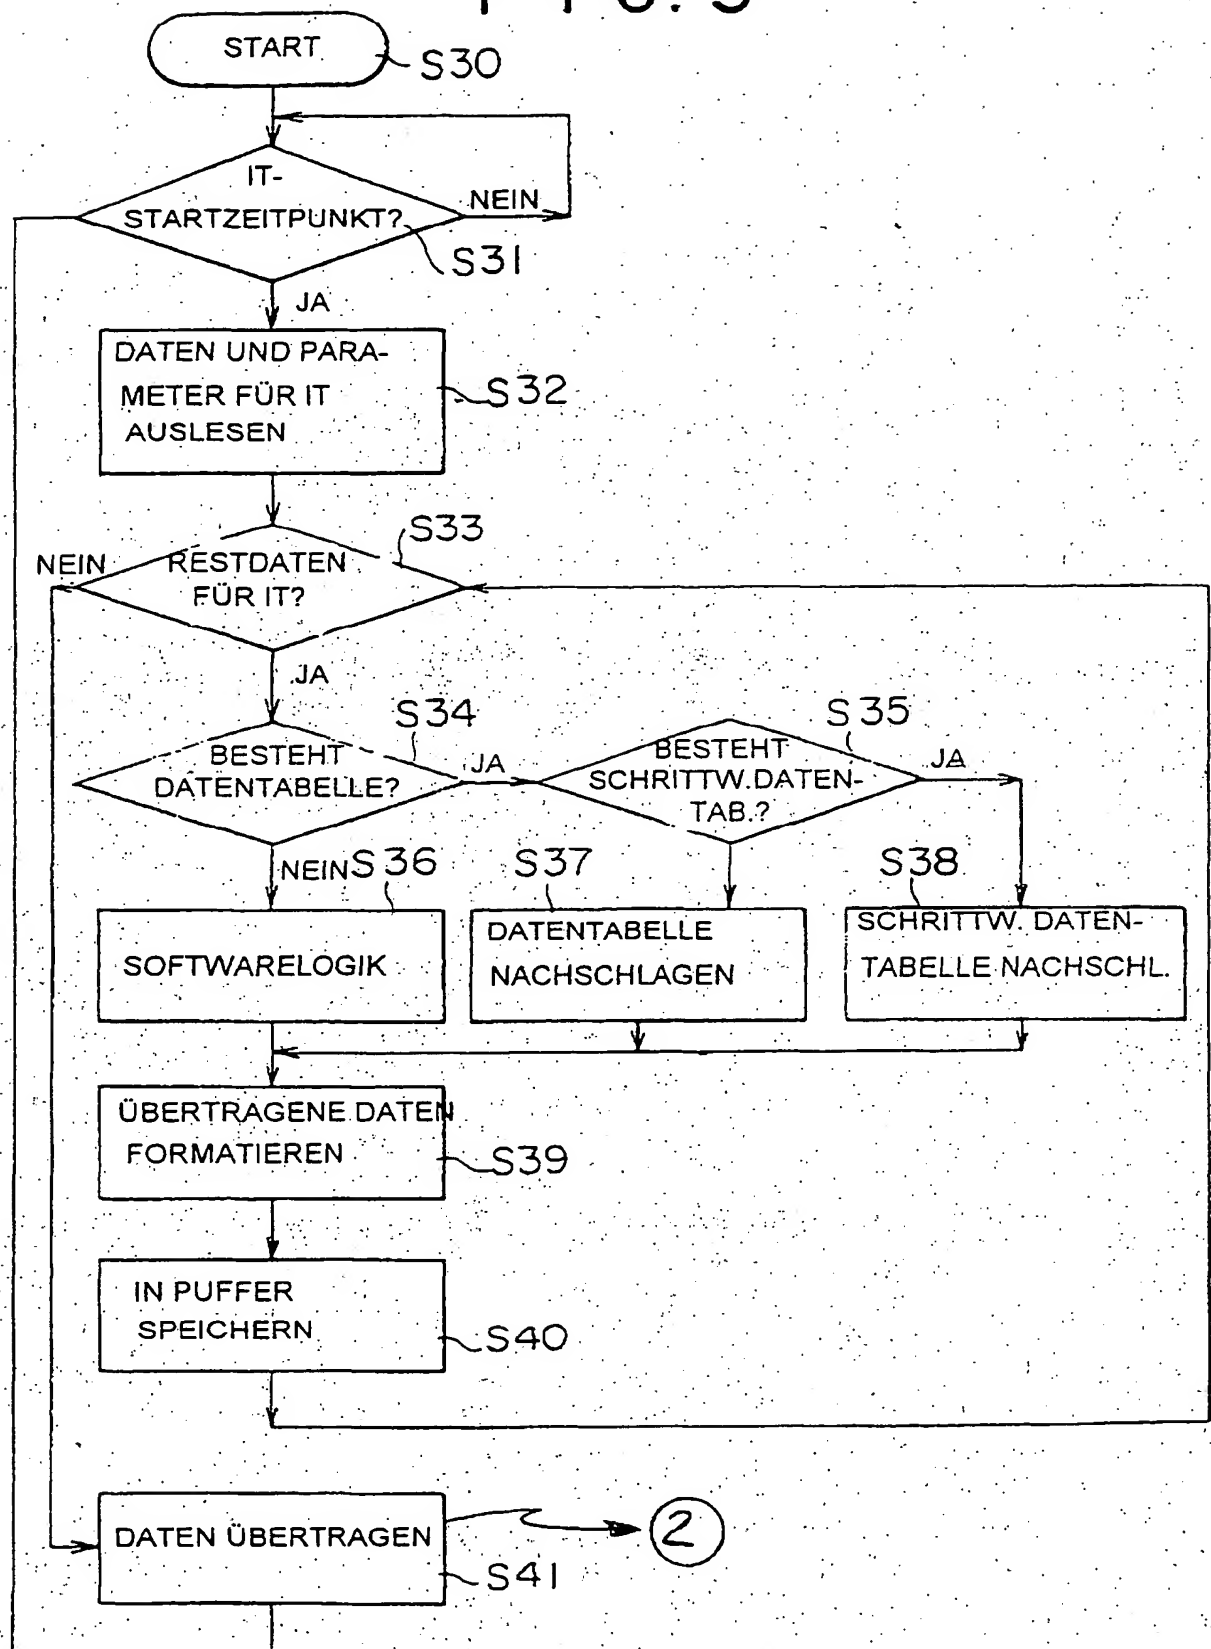 START
S30
IT-
STARTZEITPUNKT?
NEIN
S31
JA
DATEN UND PARA-
METER FÜR IT
AUSLESEN
S32
S33
NEIN
RESTDATEN
FÜR IT?
JA
S34
BESTEHT
DATENTABELLE?
JA
S35
BESTEHT
SCHRITTW.DATEN-
TAB.?
JA
NEIN
S36
S37
S38
SOFTWARELOGIK
DATENTABELLE
NACHSCHLAGEN
SCHRITTW. DATEN-
TABELLE NACHSCHL.
ÜBERTRAGENE DATEN
FORMATIEREN
S39
IN PUFFER
SPEICHERN
S40
DATEN ÜBERTRAGEN
2
S41